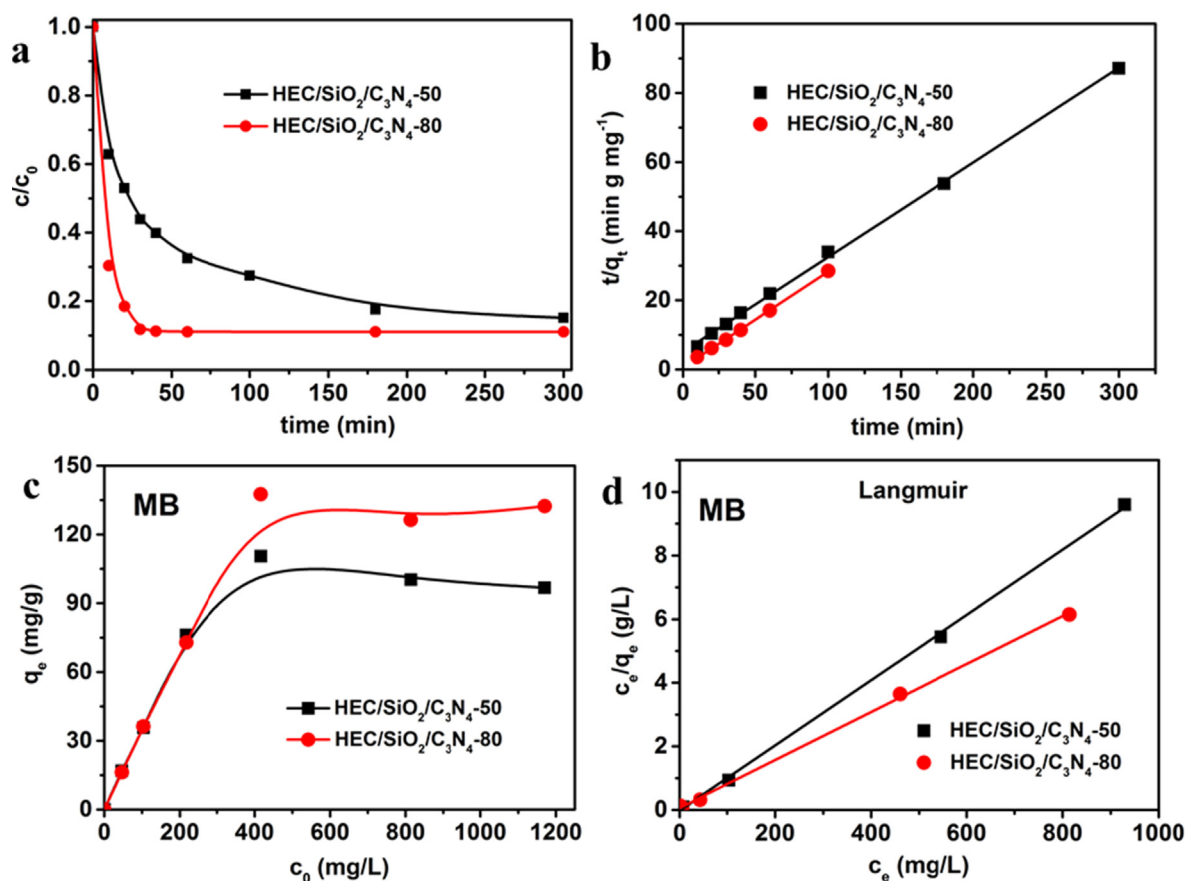 a
c/c₀
1.0
0.8
0.6
0.4
0.2
0.0
HEC/SiO₂/C₃N₄-50
HEC/SiO₂/C₃N₄-80
0 50 100 150 200 250 300
time (min)
b
t/qₜ (min g mg⁻¹)
100
80
60
40
20
0
HEC/SiO₂/C₃N₄-50
HEC/SiO₂/C₃N₄-80
0 50 100 150 200 250 300
time (min)
c
MB
qₑ (mg/g)
150
120
90
60
30
0
HEC/SiO₂/C₃N₄-50
HEC/SiO₂/C₃N₄-80
0 200 400 600 800 1000 1200
c₀ (mg/L)
d
MB
Langmuir
cₑ/qₑ (g/L)
10
8
6
4
2
0
HEC/SiO₂/C₃N₄-50
HEC/SiO₂/C₃N₄-80
0 200 400 600 800 1000
cₑ (mg/L)